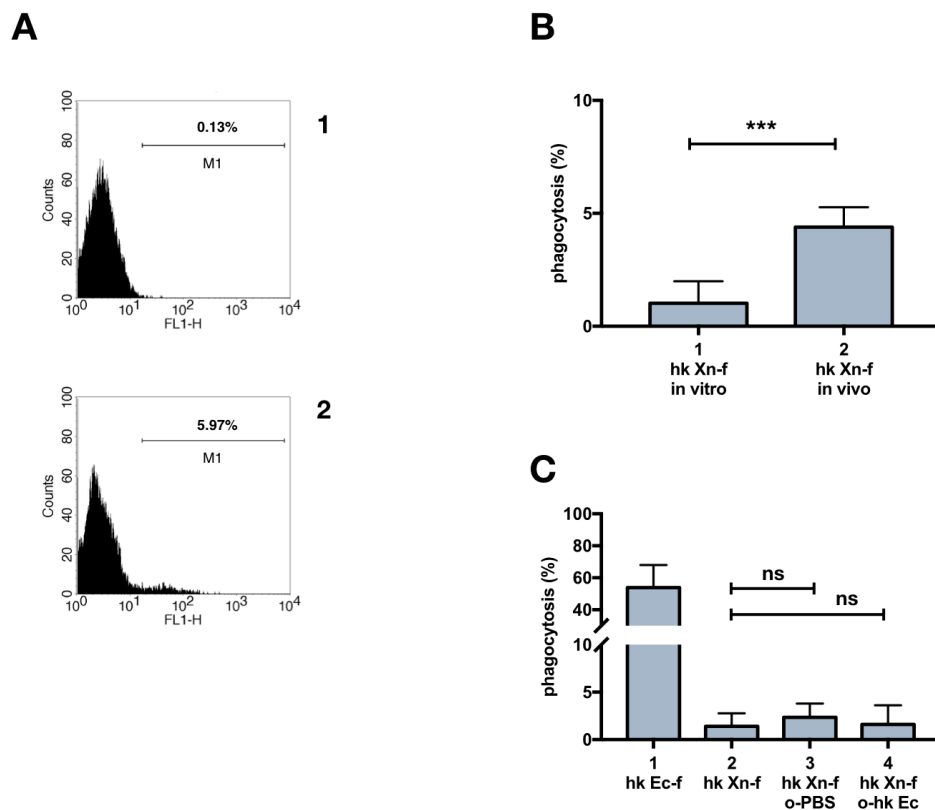 A
100
80
60
40
20
0
Counts
0.13%
M1
10^0 10^1 10^2 10^3 10^4
FL1-H
1
100
80
60
40
20
0
Counts
5.97%
M1
10^0 10^1 10^2 10^3 10^4
FL1-H
2
B
10
5
0
phagocytosis (%)
***
1 2
hk Xn-f hk Xn-f
in vitro in vivo
C
100
80
60
40
10
5
0
phagocytosis (%)
ns
ns
1 2 3 4
hk Ec-f hk Xn-f hk Xn-f hk Xn-f
o-PBS o-hk Ec